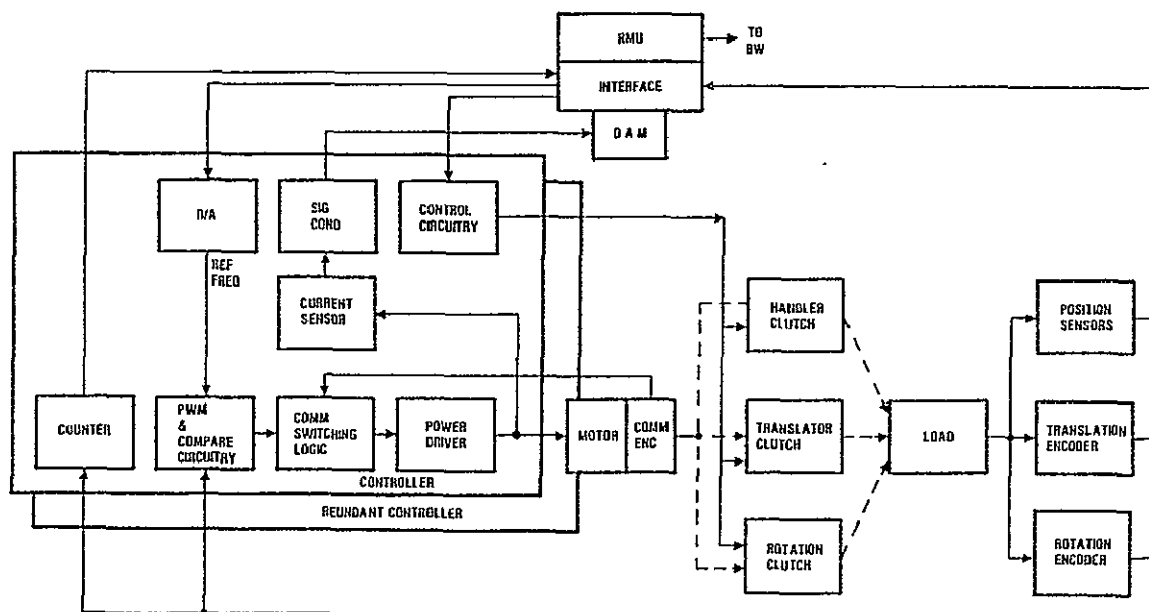 RMU
TO
BW
INTERFACE
D A M
D/A
SIG
COND
CONTROL
CIRCUITRY
REF
FREQ
CURRENT
SENSOR
HANDLER
CLUTCH
POSITION
SENSORS
COUNTER
PWM
&
COMPARE
CIRCUITRY
COMM
SWITCHING
LOGIC
POWER
DRIVER
MOTOR
COMM
ENC
TRANSLATOR
CLUTCH
LOAD
TRANSLATION
ENCODER
CONTROLLER
REDUNDANT CONTROLLER
ROTATION
CLUTCH
ROTATION
ENCODER